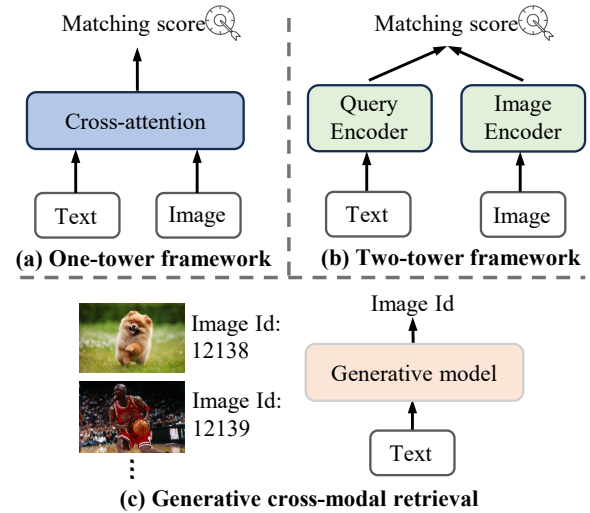 Matching score
Cross-attention
Text
Image
(a) One-tower framework
Matching score
Query
Encoder
Image
Encoder
Text
Image
(b) Two-tower framework
Image Id:
12138
Image Id:
12139
Image Id
Generative model
Text
(c) Generative cross-modal retrieval